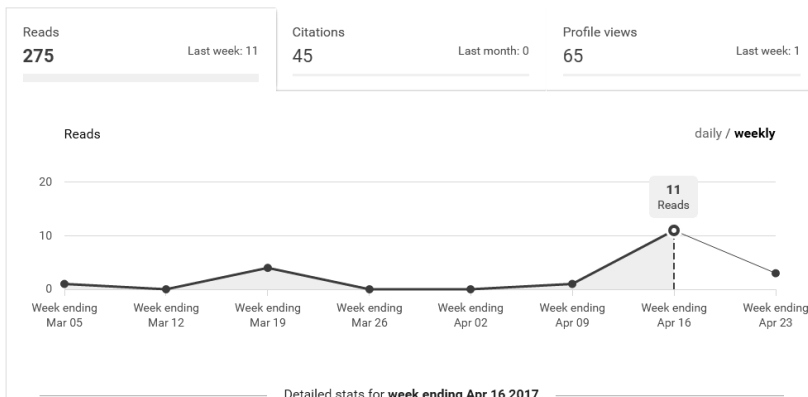 Reads
275
Last week: 11
Citations
45
Last month: 0
Profile views
65
Last week: 1
Reads
daily / weekly
20
10
0
11
Reads
Week ending
Mar 05
Week ending
Mar 12
Week ending
Mar 19
Week ending
Mar 26
Week ending
Apr 02
Week ending
Apr 09
Week ending
Apr 16
Week ending
Apr 23
Detailed stats for week ending Apr 16 2017